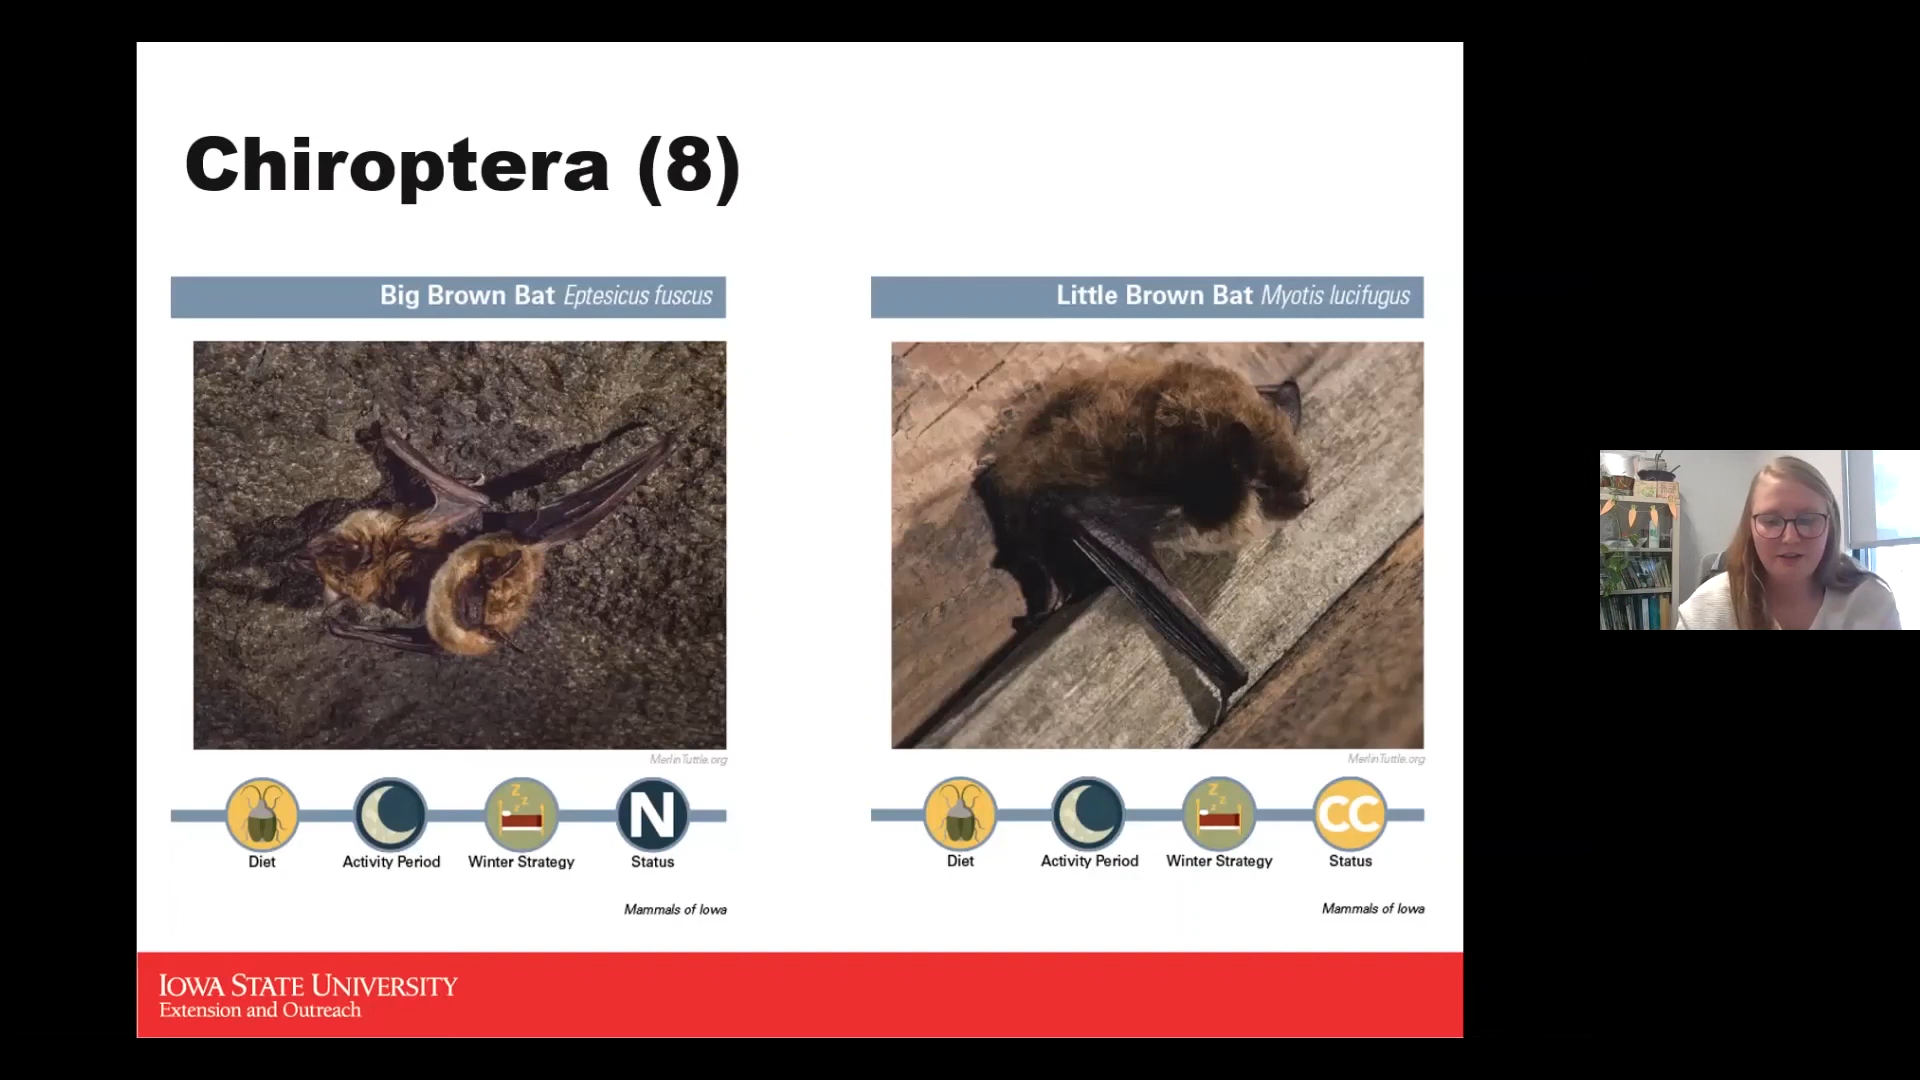 Chiroptera (8)
Big Brown Bat Eptesicus fuscus
MerlinTuttle.org
Z
Z
Z
N
Diet
Activity Period
Winter Strategy
Status
Mammals of Iowa
Little Brown Bat Myotis lucifugus
MerlinTuttle.org
Z
Z
Z
CC
Diet
Activity Period
Winter Strategy
Status
Mammals of Iowa
IOWA STATE UNIVERSITY
Extension and Outreach